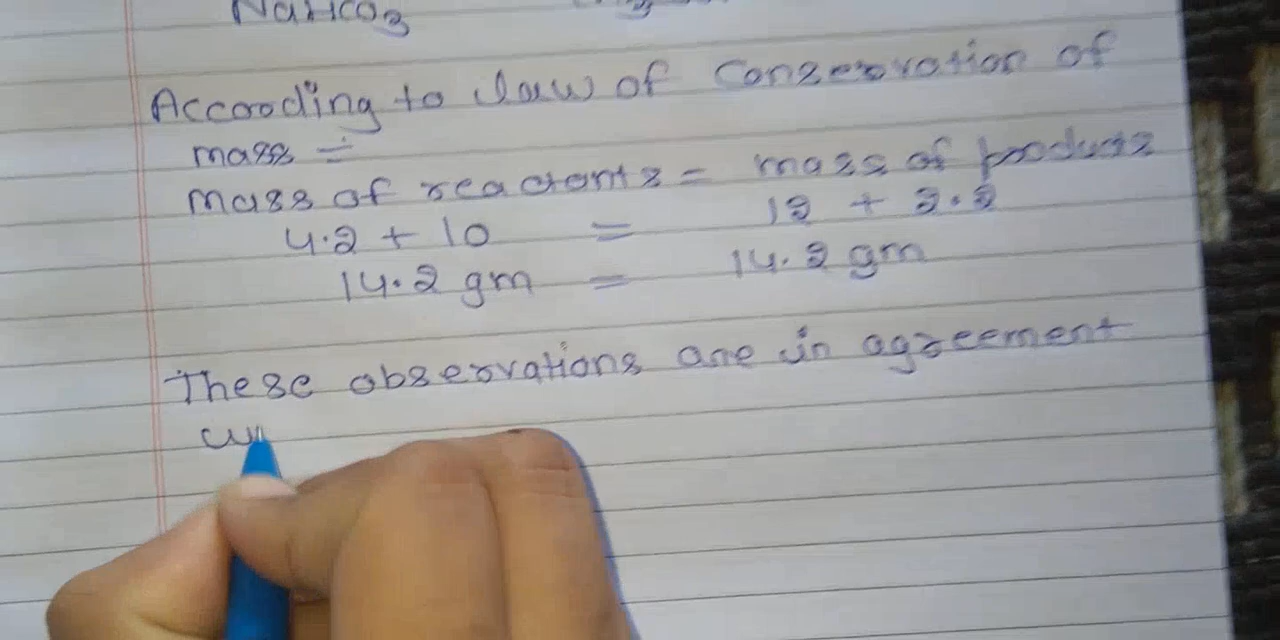 NaHCO3
According to law of Conservation of
mass ÷
mass of reactants = mass of products
4.2 + 10 = 12 + 2.2
14.2 gm = 14.2 gm
These observations are in agreement